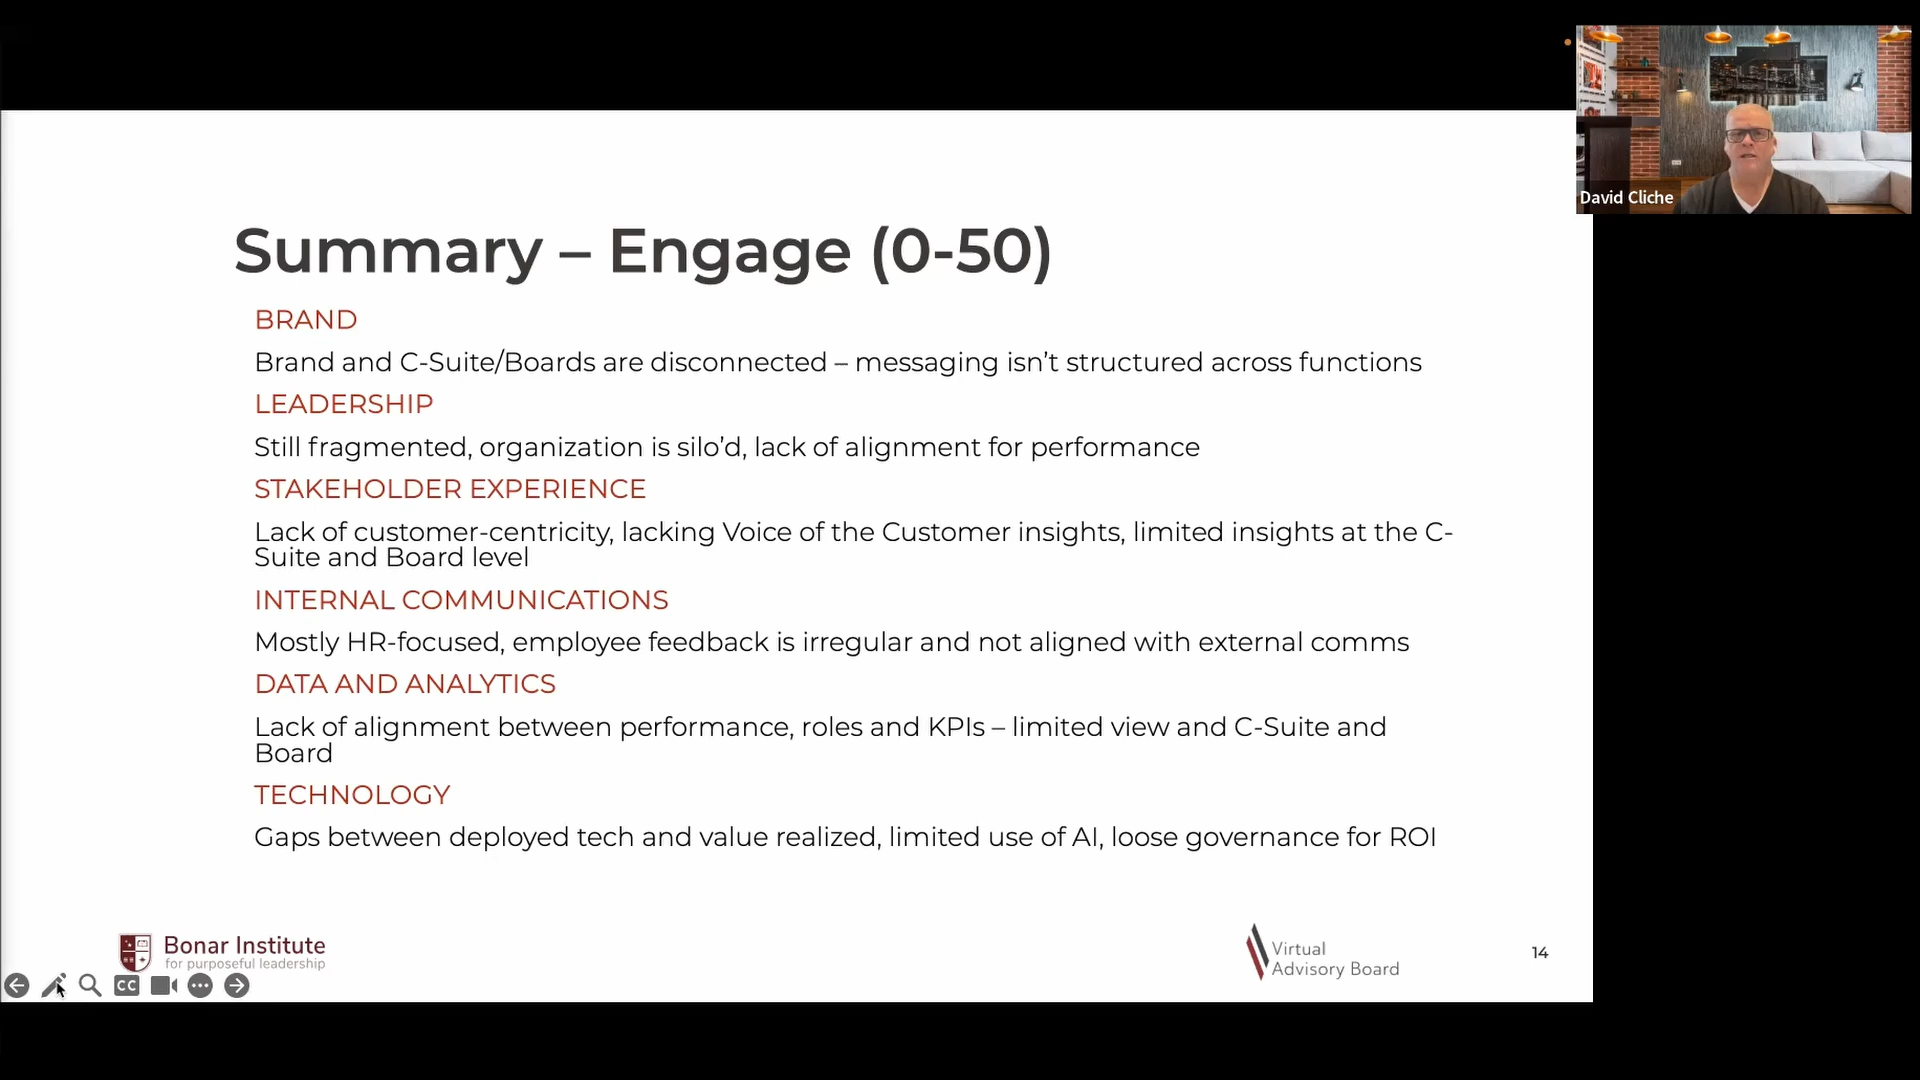 David Cliche
Summary – Engage (0-50)
BRAND
Brand and C-Suite/Boards are disconnected – messaging isn’t structured across functions
LEADERSHIP
Still fragmented, organization is silo’d, lack of alignment for performance
STAKEHOLDER EXPERIENCE
Lack of customer-centricity, lacking Voice of the Customer insights, limited insights at the C-
Suite and Board level
INTERNAL COMMUNICATIONS
Mostly HR-focused, employee feedback is irregular and not aligned with external comms
DATA AND ANALYTICS
Lack of alignment between performance, roles and KPIs – limited view and C-Suite and
Board
TECHNOLOGY
Gaps between deployed tech and value realized, limited use of AI, loose governance for ROI
Bonar Institute
for purposeful leadership
Virtual
Advisory Board
14
CC